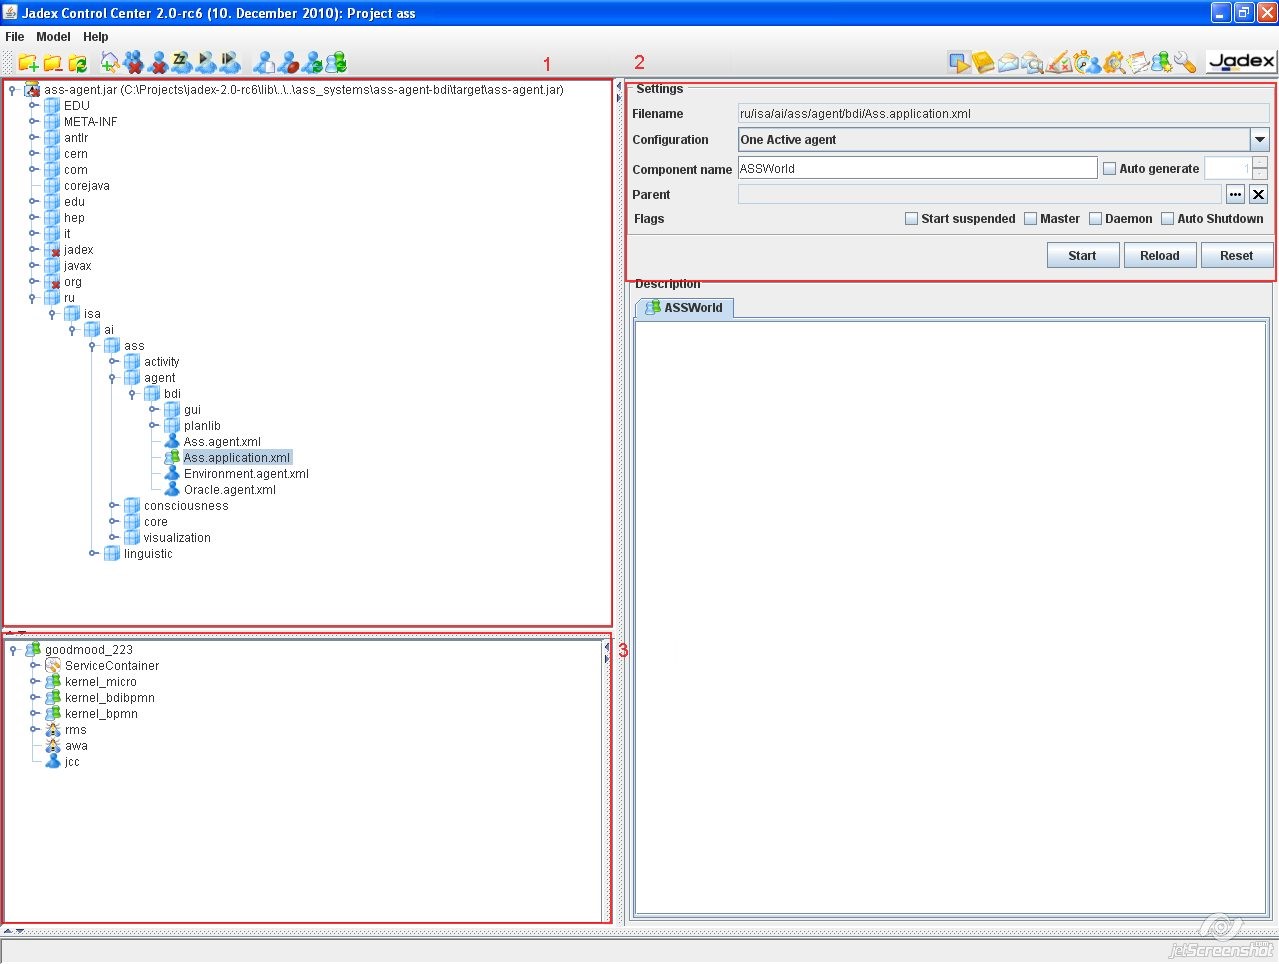 Jadex Control Center 2.0-rc6 (10. December 2010): Project ass
File Model Help
Jadex
1
2
ass-agent.jar (C:\Projects\jadex-2.0-rc6\lib\..\..\ass_systems\ass-agent-bdi\target\ass-agent.jar)
EDU
META-INF
antlr
cern
com
corejava
edu
hep
it
jadex
javax
org
ru
isa
ai
ass
activity
agent
bdi
gui
planlib
Ass.agent.xml
Ass.application.xml
Environment.agent.xml
Oracle.agent.xml
consciousness
core
visualization
linguistic
Settings
Filename ru/isa/ai/ass/agent/bdi/Ass.application.xml
Configuration One Active agent
Component name ASSWorld Auto generate 1
Parent ...
Flags Start suspended Master Daemon Auto Shutdown
Start Reload Reset
Description
ASSWorld
3
goodmood_223
ServiceContainer
kernel_micro
kernel_bdibpmn
kernel_bpmn
rms
awa
jcc
jetScreenshot.com